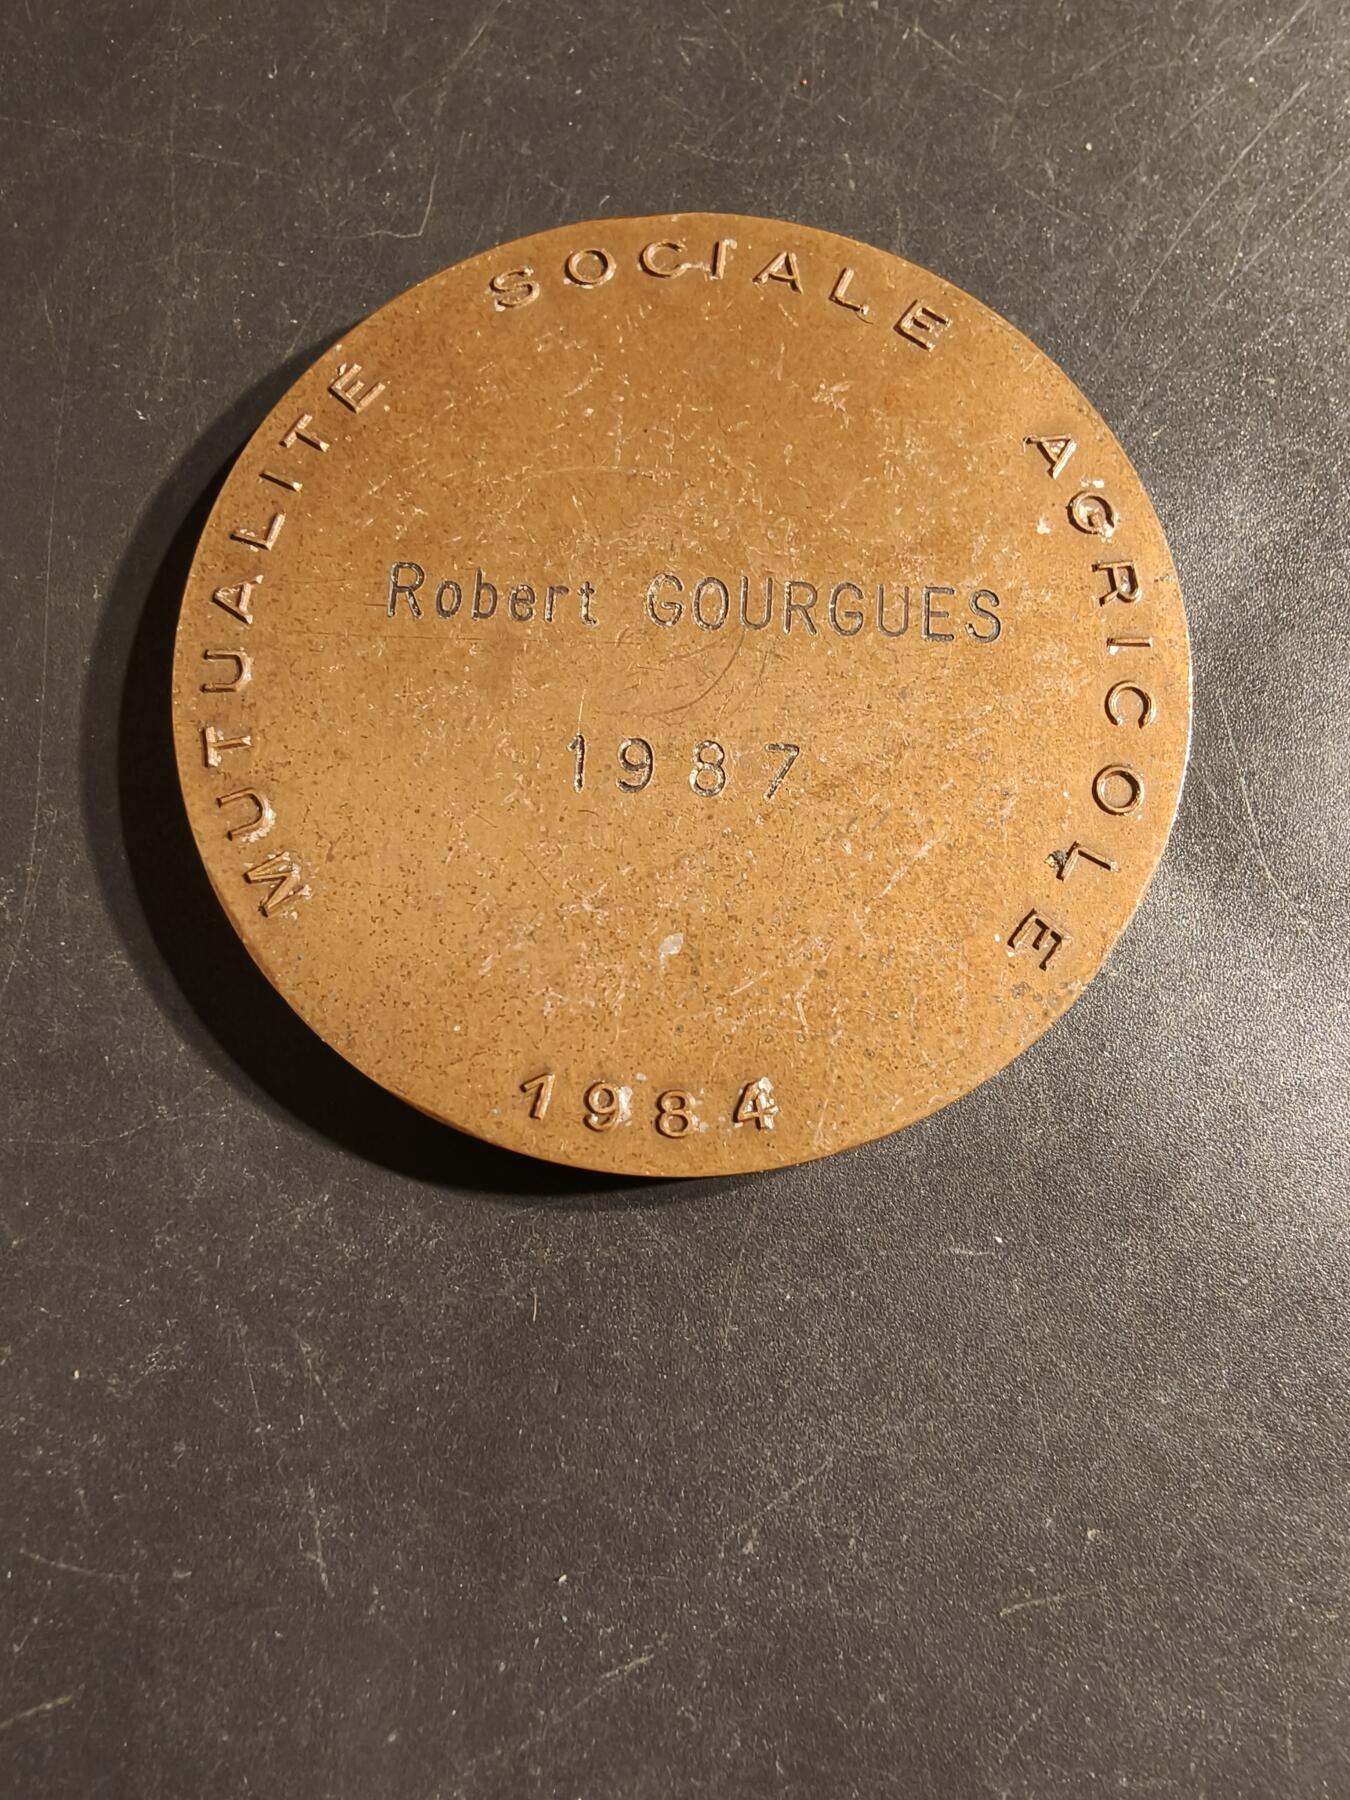 MUTUALITÉ SOCIALE AGRICOLE
Robert GOURGUES
1987
1984